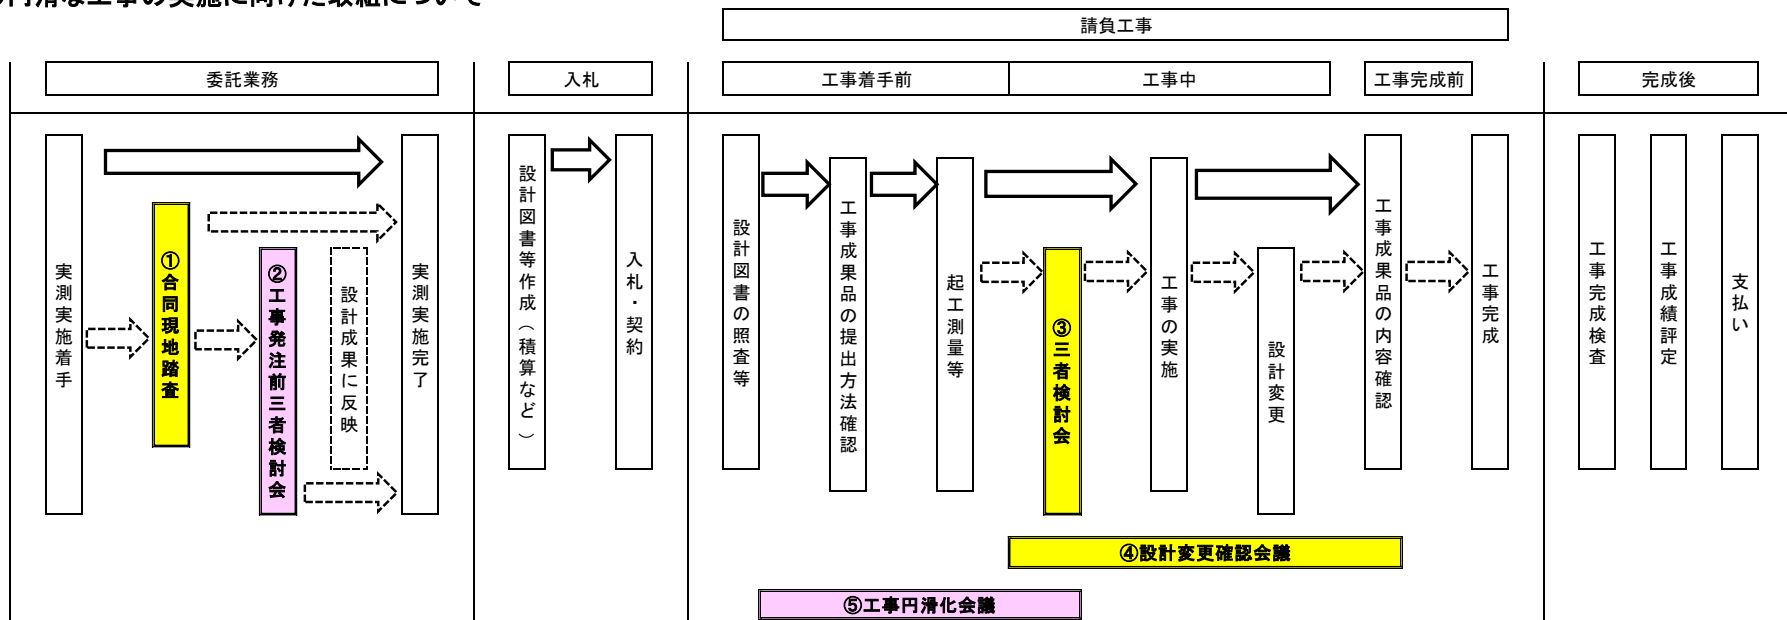 円滑な工事の実施に向けた取組について
請負工事
委託業務
入札
工事着手前
工事中
工事完成前
完成後
実測実施着手
①合同現地踏査
②工事発注前三者検討会
設計成果に反映
実測実施完了
設計図書等作成（積算など）
入札・契約
設計図書の照査等
工事成果品の提出方法確認
起工測量等
③三者検討会
工事の実施
設計変更
工事成果品の内容確認
工事完成
工事完成検査
工事成績評定
支払い
④設計変更確認会議
⑤工事円滑化会議